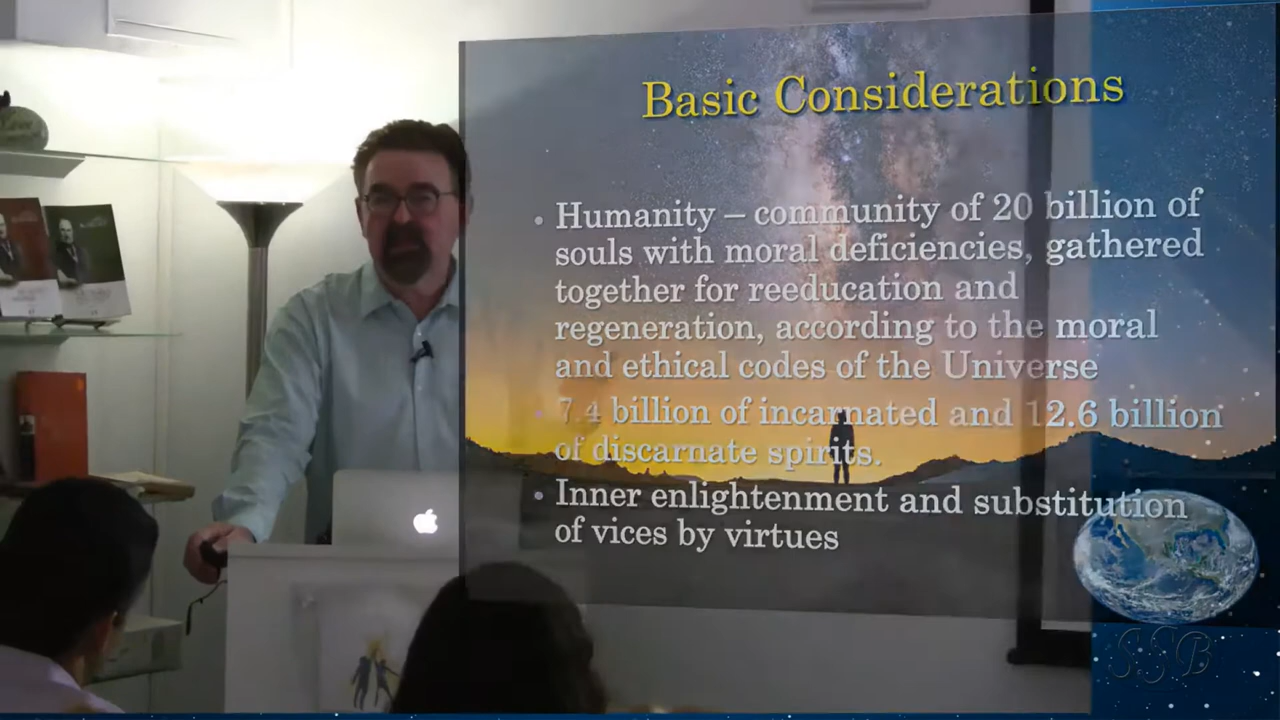 Basic Considerations
• Humanity – community of 20 billion of
souls with moral deficiencies, gathered
together for reeducation and
regeneration, according to the moral
and ethical codes of the Universe
• 7.4 billion of incarnated and 12.6 billion
of discarnate spirits.
• Inner enlightenment and substitution
of vices by virtues
SSB